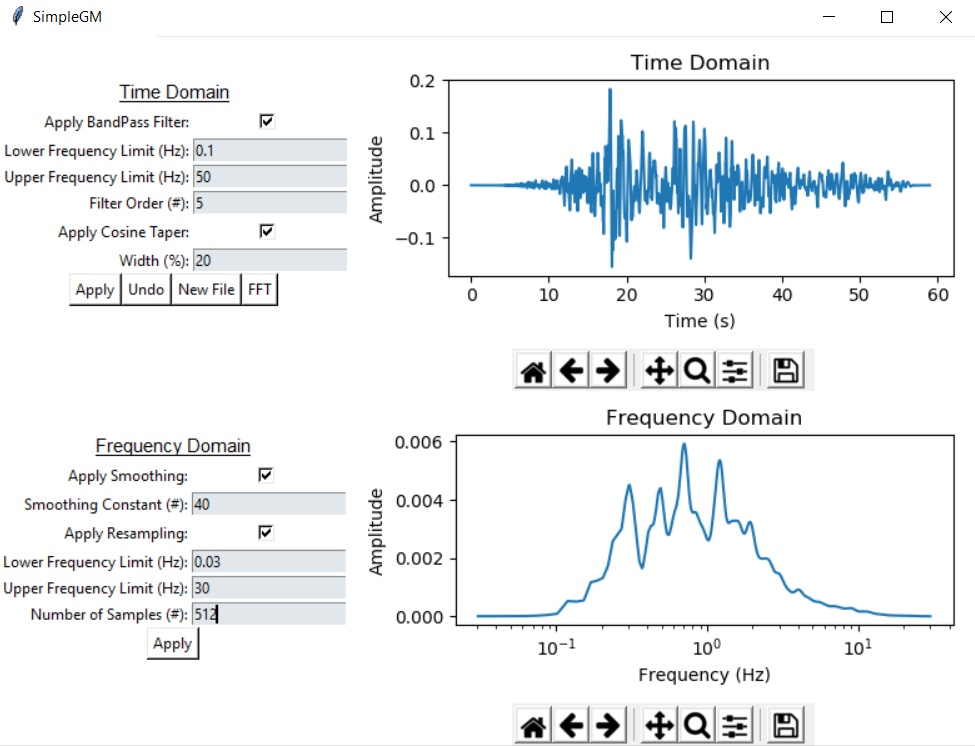 SimpleGM
Time Domain
Apply BandPass Filter:
Lower Frequency Limit (Hz): 0.1
Upper Frequency Limit (Hz): 50
Filter Order (#): 5
Apply Cosine Taper:
Width (%): 20
Apply Undo New File FFT
Time Domain
Amplitude
0.2
0.1
0.0
−0.1
0 10 20 30 40 50 60
Time (s)
Frequency Domain
Apply Smoothing:
Smoothing Constant (#): 40
Apply Resampling:
Lower Frequency Limit (Hz): 0.03
Upper Frequency Limit (Hz): 30
Number of Samples (#): 512
Apply
Frequency Domain
Amplitude
0.006
0.004
0.002
0.000
10⁻¹ 10⁰ 10¹
Frequency (Hz)